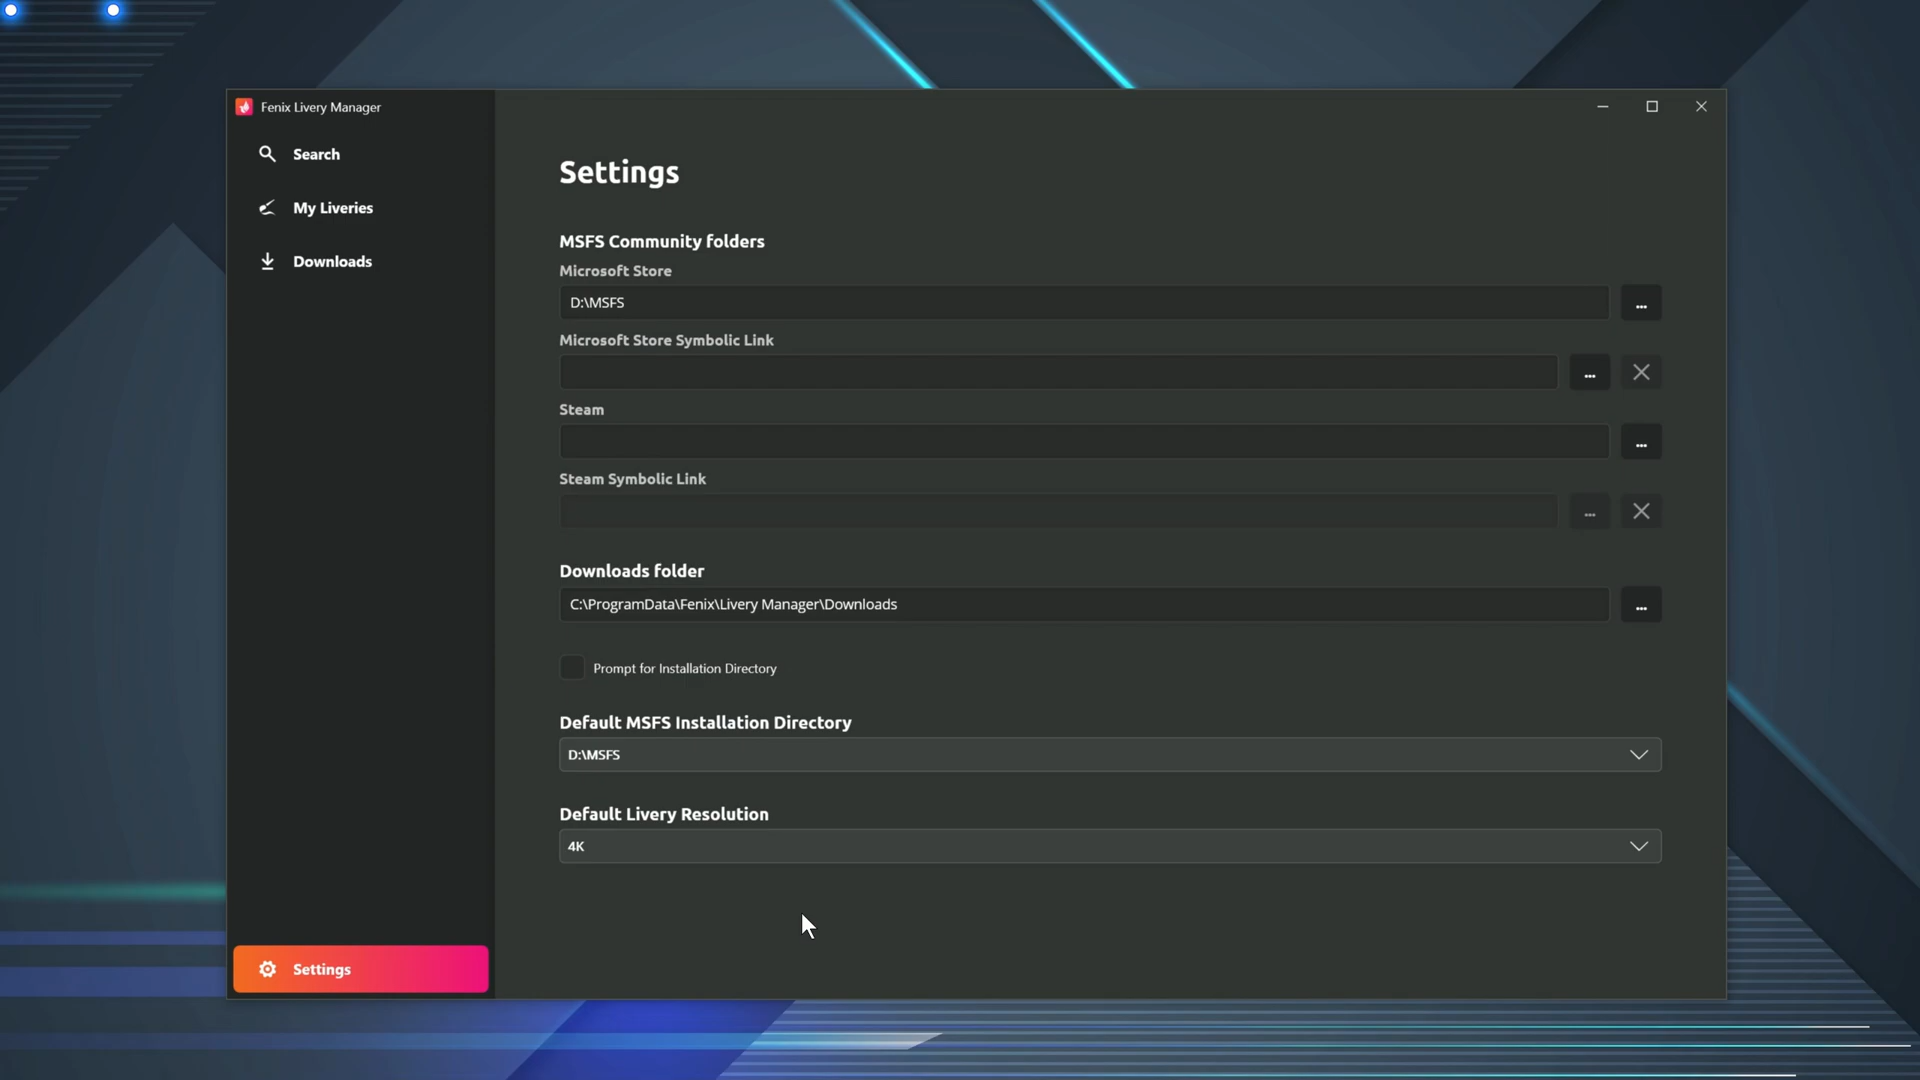 Fenix Livery Manager
Search
My Liveries
Downloads
Settings
Settings
MSFS Community folders
Microsoft Store
D:\MSFS
...
Microsoft Store Symbolic Link
...
Steam
...
Steam Symbolic Link
...
Downloads folder
C:\ProgramData\Fenix\Livery Manager\Downloads
...
Prompt for Installation Directory
Default MSFS Installation Directory
D:\MSFS
Default Livery Resolution
4K